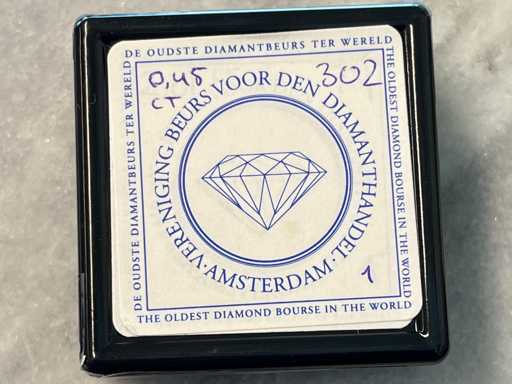 DE OUDSTE DIAMANTBEURS TER WERELD
THE OLDEST DIAMOND BOURSE IN THE WORLD
DE OUDSTE DIAMANTBEURS TER WERELD
THE OLDEST DIAMOND BOURSE IN THE WORLD
0,45
CT
302
VERENIGING BEURS VOOR DEN DIAMANTHANDEL
·AMSTERDAM·
1